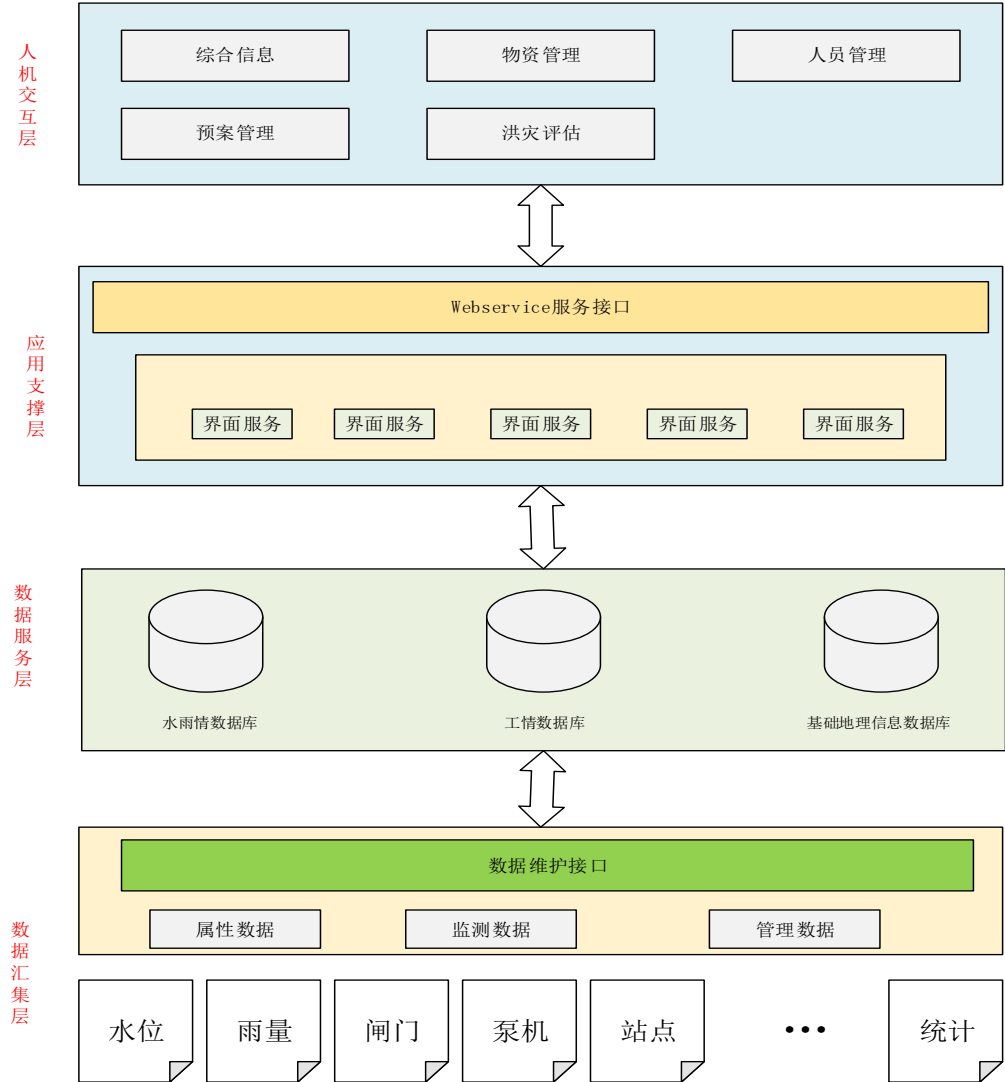 人机交互层
综合信息
物资管理
人员管理
预案管理
洪灾评估
应用支撑层
Webservice服务接口
界面服务
界面服务
界面服务
界面服务
界面服务
数据服务层
水雨情数据库
工情数据库
基础地理信息数据库
数据汇集层
数据维护接口
属性数据
监测数据
管理数据
水位
雨量
闸门
泵机
站点
•••
统计